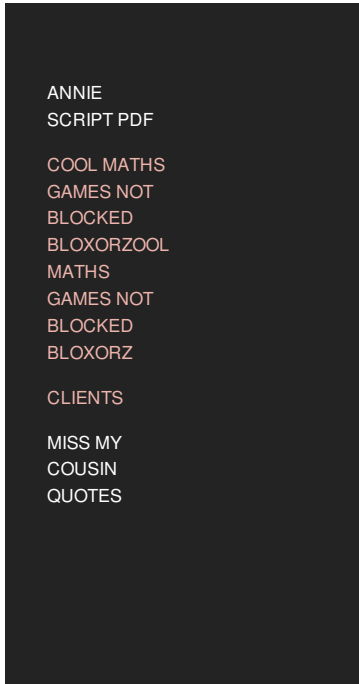 ANNIE
SCRIPT PDF
COOL MATHS
GAMES NOT
BLOCKED
BLOXORZOOL
MATHS
GAMES NOT
BLOCKED
BLOXORZ
CLIENTS
MISS MY
COUSIN
QUOTES